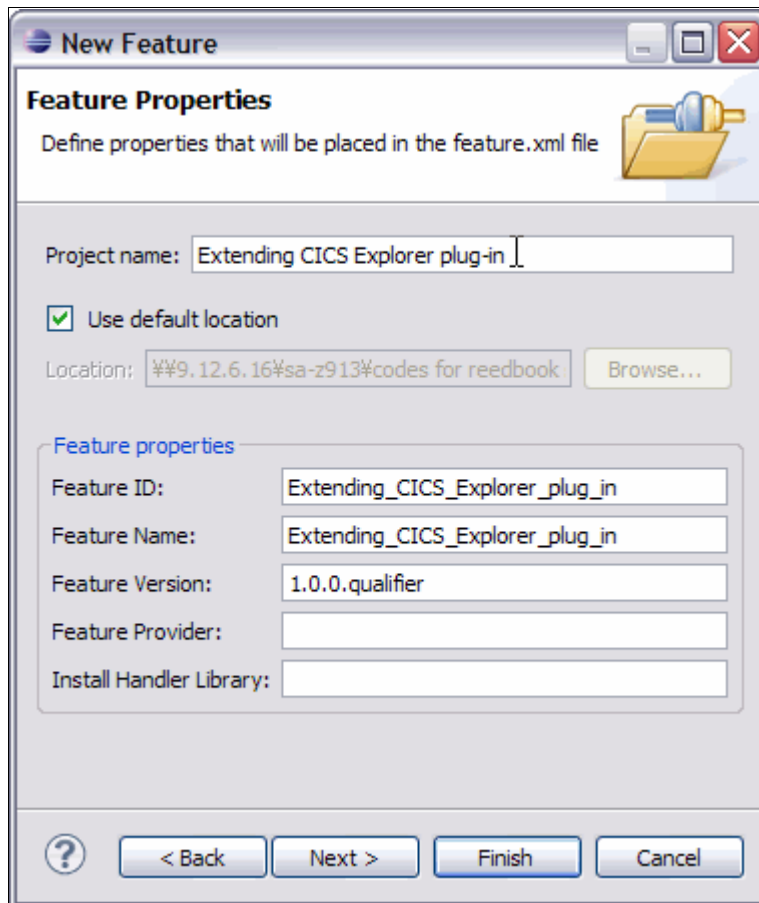 New Feature
Feature Properties
Define properties that will be placed in the feature.xml file
Project name: Extending CICS Explorer plug-in
Use default location
Location: ¥¥9.12.6.16¥sa-z913¥codes for reedbook Browse...
Feature properties
Feature ID: Extending_CICS_Explorer_plug_in
Feature Name: Extending_CICS_Explorer_plug_in
Feature Version: 1.0.0.qualifier
Feature Provider:
Install Handler Library:
? < Back Next > Finish Cancel